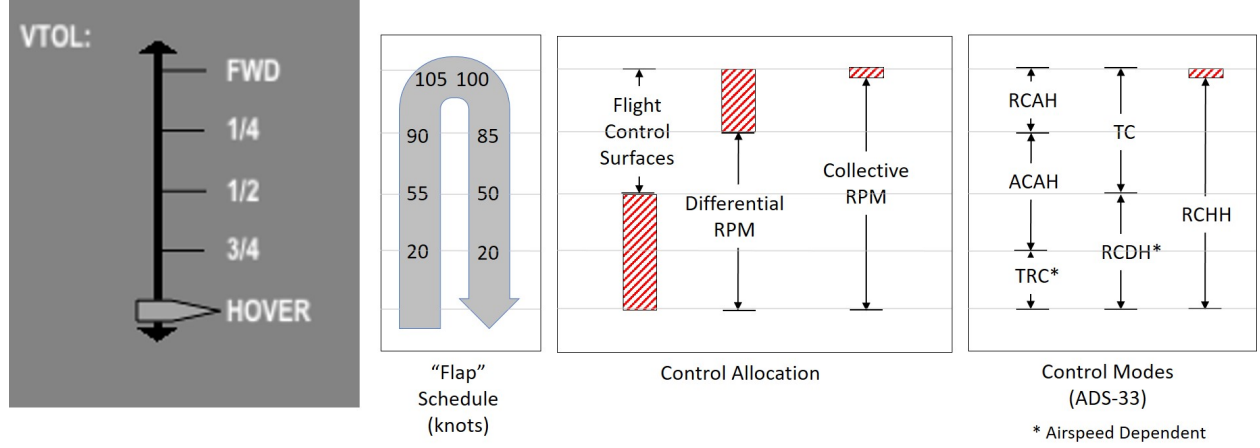 VTOL:
FWD
1/4
1/2
3/4
HOVER
105 100
90 85
55 50
20 20
"Flap"
Schedule
(knots)
Flight
Control
Surfaces
Differential
RPM
Collective
RPM
Control Allocation
RCAH
ACAH
TRC*
TC
RCDH*
RCHH
Control Modes
(ADS-33)
* Airspeed Dependent